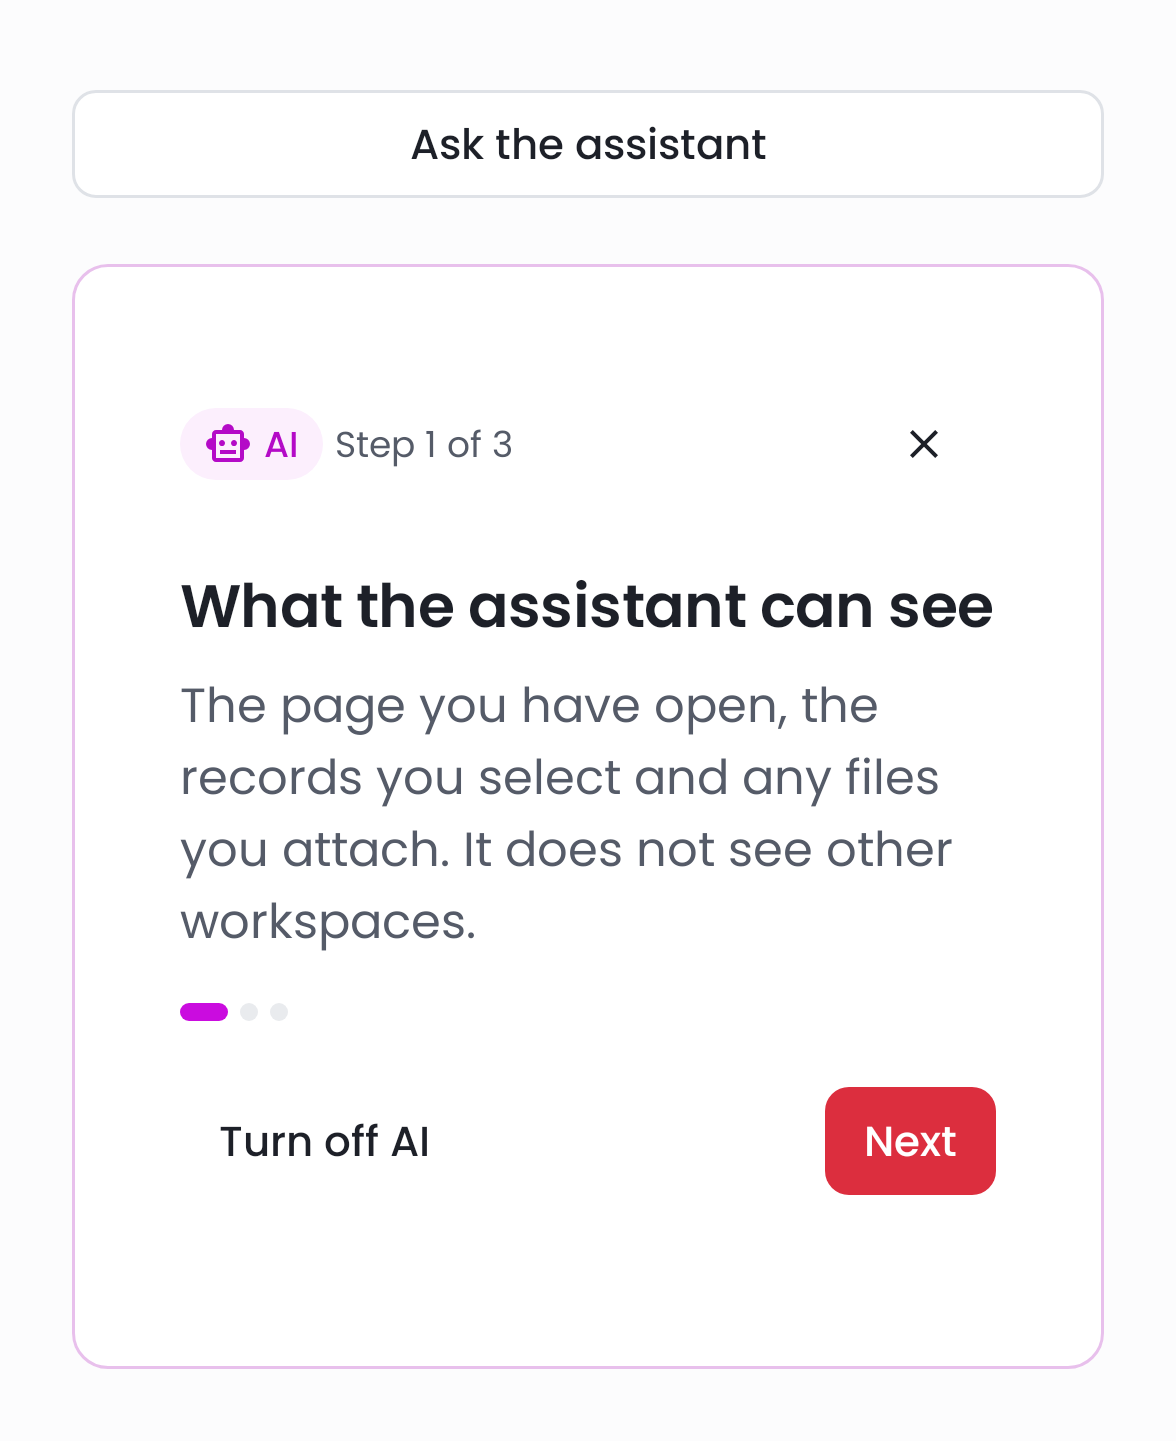 Ask the assistant
AI Step 1 of 3
What the assistant can see
The page you have open, the
records you select and any files
you attach. It does not see other
workspaces.
Turn off AI
Next